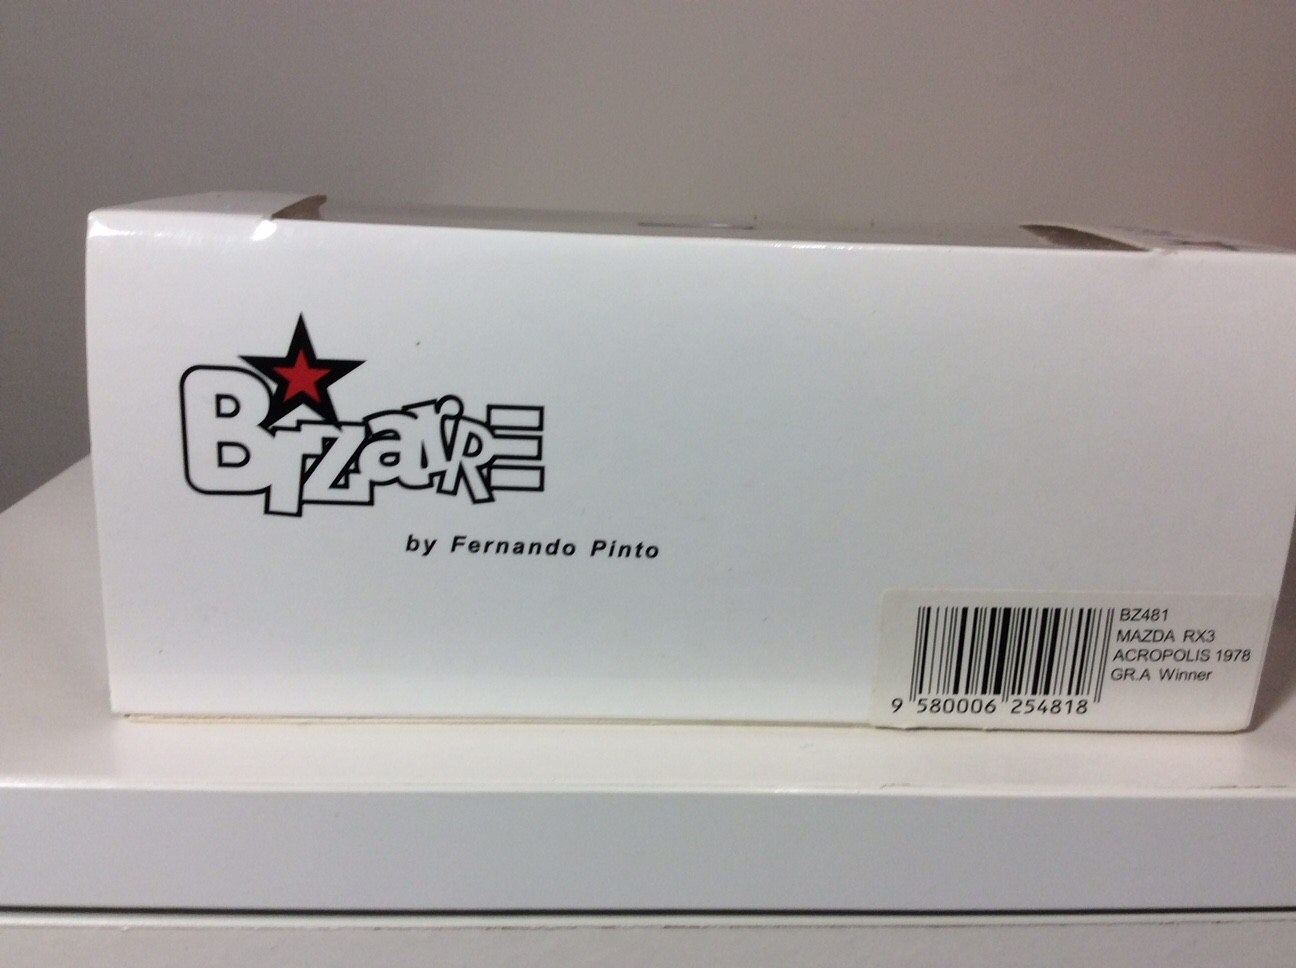 BizaRRE
by Fernando Pinto
BZ481
MAZDA RX3
ACROPOLIS 1978
GR.A Winner
9 580006 254818